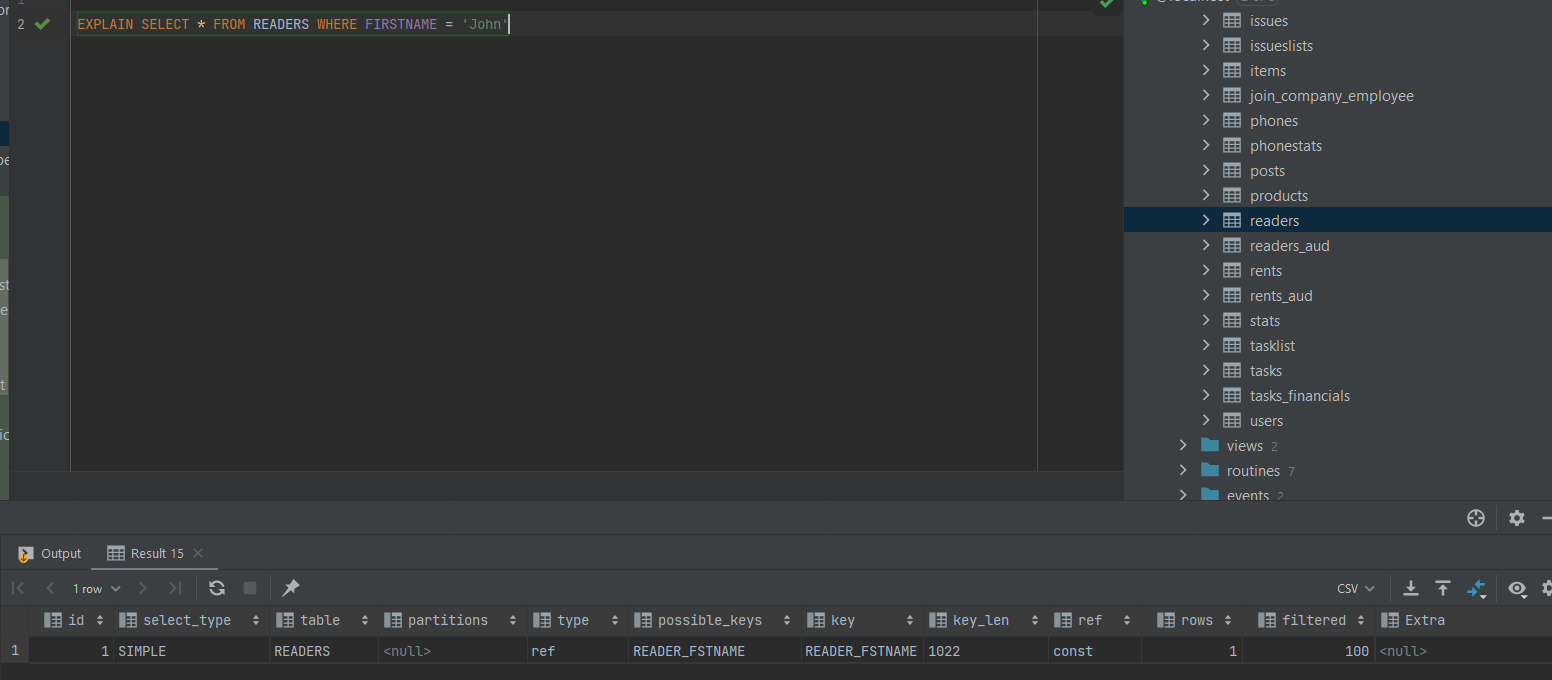 2
EXPLAIN SELECT * FROM READERS WHERE FIRSTNAME = 'John'
issues
issueslists
items
join_company_employee
phones
phonestats
posts
products
readers
readers_aud
rents
rents_aud
stats
tasklist
tasks
tasks_financials
users
views 2
routines 7
events 2
Output
Result 15
1 row
CSV
id select_type table partitions type possible_keys key key_len ref rows filtered Extra
1 1 SIMPLE READERS <null> ref READER_FSTNAME READER_FSTNAME 1022 const 1 100 <null>